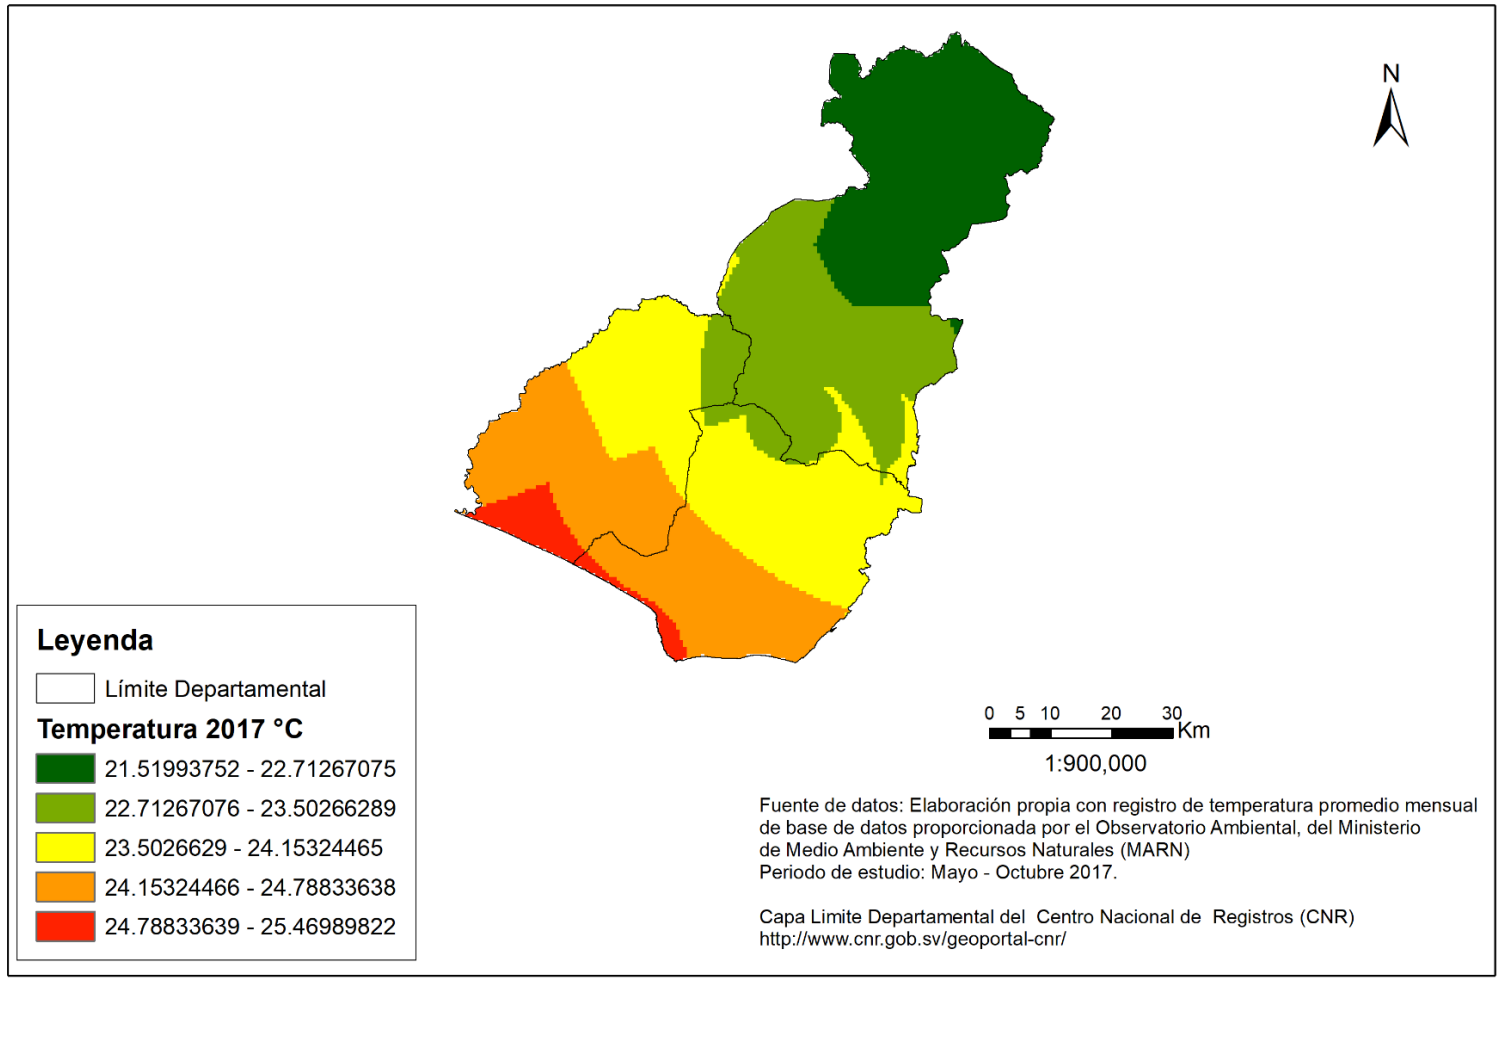 N
Leyenda
Límite Departamental
Temperatura 2017 °C
21.51993752 - 22.71267075
22.71267076 - 23.50266289
23.5026629 - 24.15324465
24.15324466 - 24.78833638
24.78833639 - 25.46989822
0 5 10 20 30
Km
1:900,000
Fuente de datos: Elaboración propia con registro de temperatura promedio mensual
de base de datos proporcionada por el Observatorio Ambiental, del Ministerio
de Medio Ambiente y Recursos Naturales (MARN)
Periodo de estudio: Mayo - Octubre 2017.
Capa Limite Departamental del Centro Nacional de Registros (CNR)
http://www.cnr.gob.sv/geoportal-cnr/